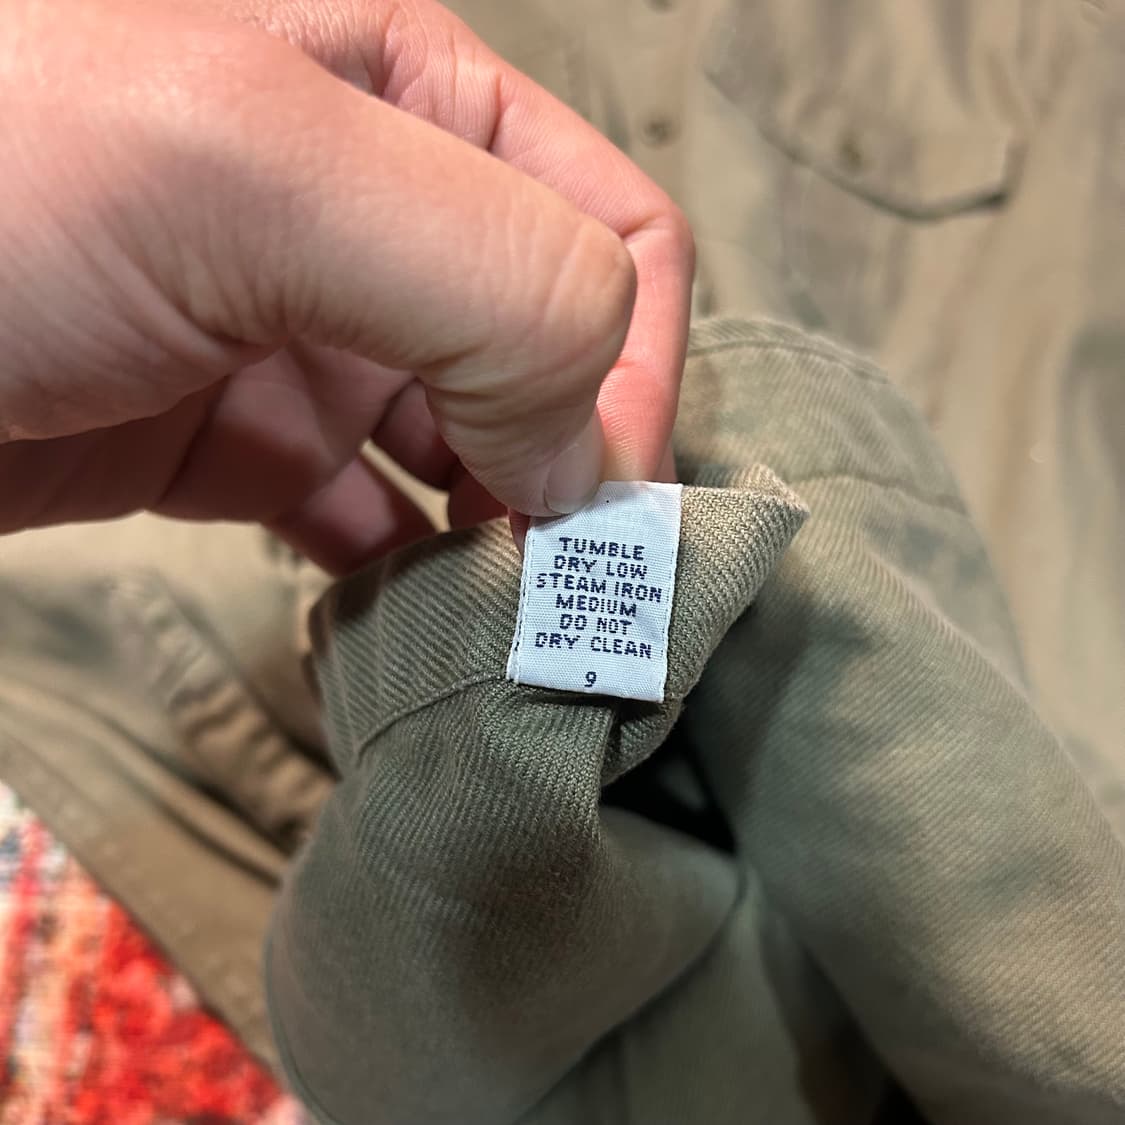 TUMBLE
DRY LOW
STEAM IRON
MEDIUM
DO NOT
DRY CLEAN
9